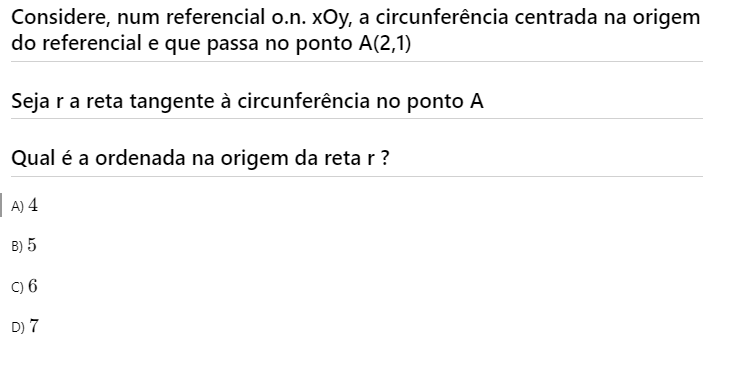 Considere, num referencial o.n. xOy, a circunferência centrada na origem
do referencial e que passa no ponto A(2,1)
Seja r a reta tangente à circunferência no ponto A
Qual é a ordenada na origem da reta r ?
A) 4
B) 5
C) 6
D) 7